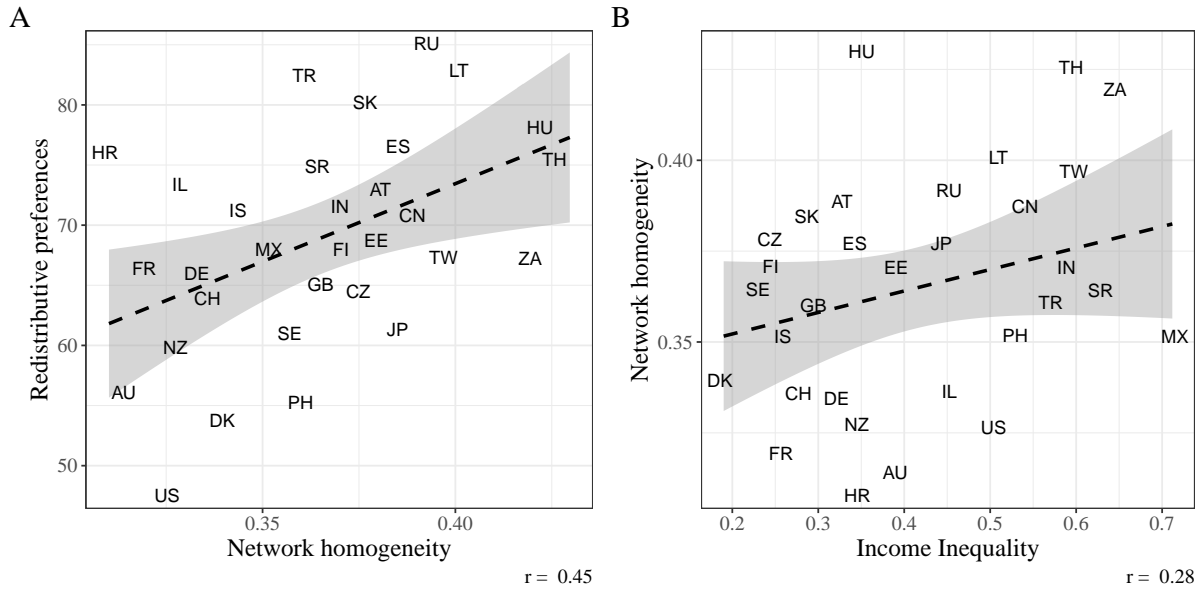 A
B
RU
LT
TR
SK
80
HU
ES
TH
HR
SR
IL
AT
IS
IN
CN
70
MX
FI
EE
TW
ZA
FR
DE
CH
GB
CZ
SE
JP
NZ
60
AU
PH
DK
50
US
0.35
0.40
Redistributive preferences
Network homogeneity
r = 0.45
HU
TH
ZA
0.40
LT
TW
RU
AT
CN
SK
CZ
ES
JP
FI
EE
IN
SE
SR
GB
TR
IS
PH
MX
0.35
DK
CH
DE
IL
NZ
US
FR
AU
HR
0.2
0.3
0.4
0.5
0.6
0.7
Network homogeneity
Income Inequality
r = 0.28